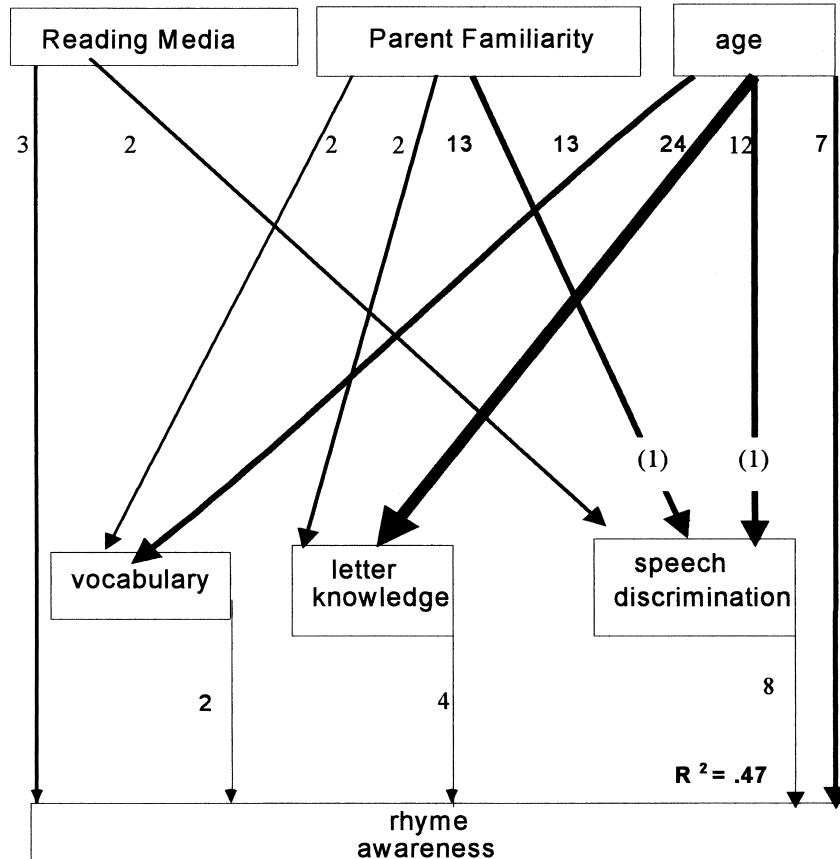 Reading Media
Parent Familiarity
age
3
2
2
2
13
13
24
12
7
(1)
(1)
vocabulary
letter
knowledge
speech
discrimination
2
4
8
R ² = .47
rhyme
awareness